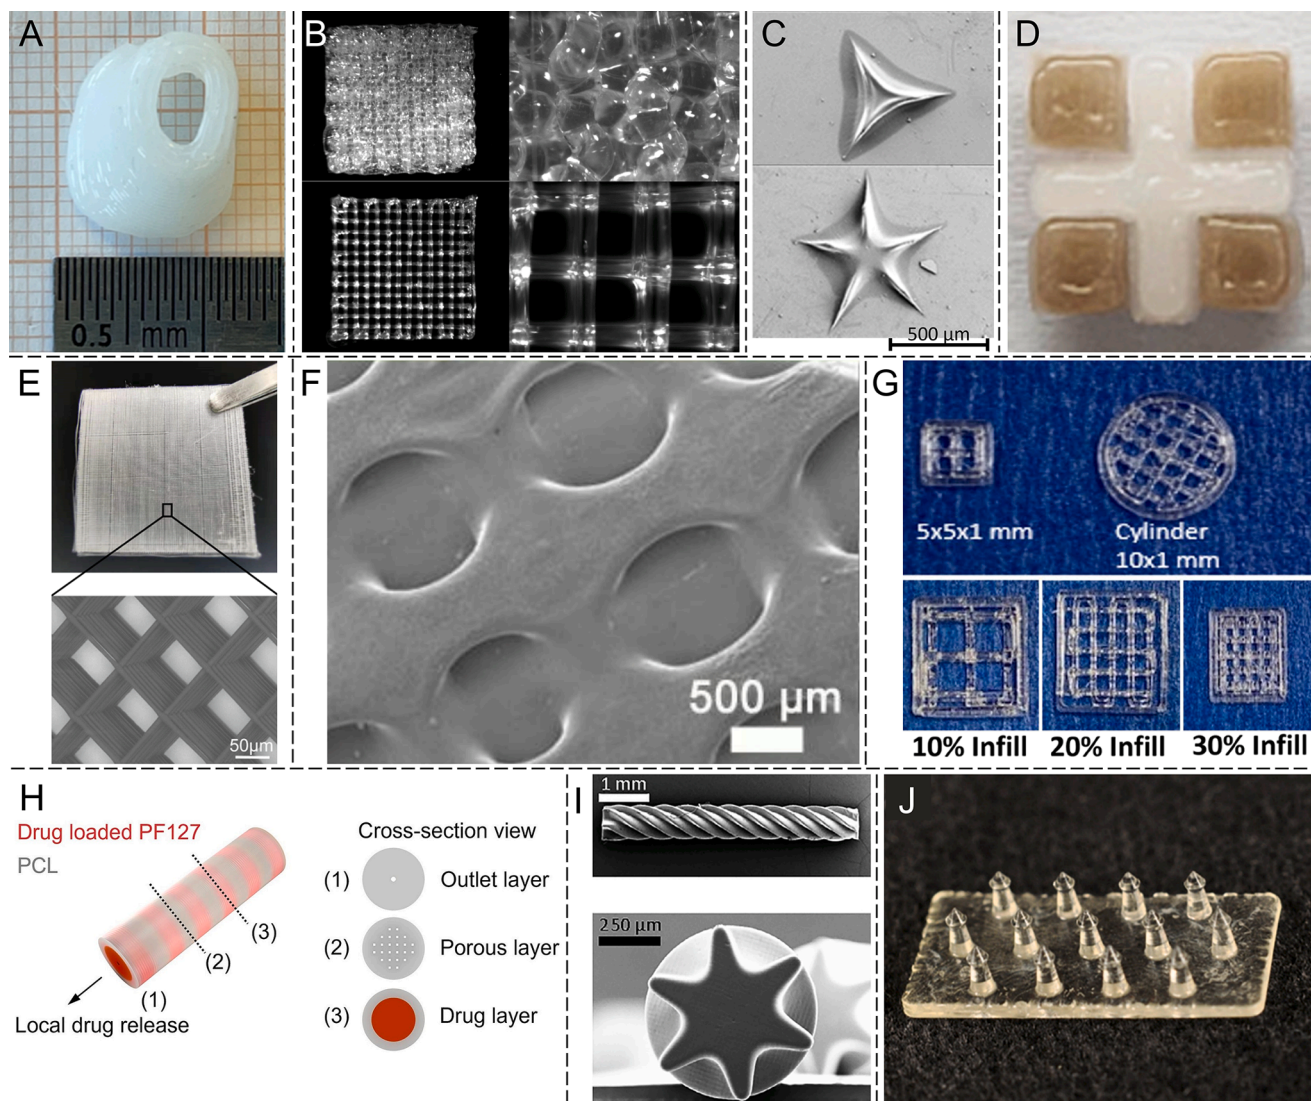 A
0.5 mm
B
C
500 µm
D
E
50µm
F
500 µm
G
5x5x1 mm
Cylinder
10x1 mm
10% Infill
20% Infill
30% Infill
H
Drug loaded PF127
PCL
(1)
(2)
(3)
Local drug release
Cross-section view
(1) Outlet layer
(2) Porous layer
(3) Drug layer
I
1 mm
250 µm
J